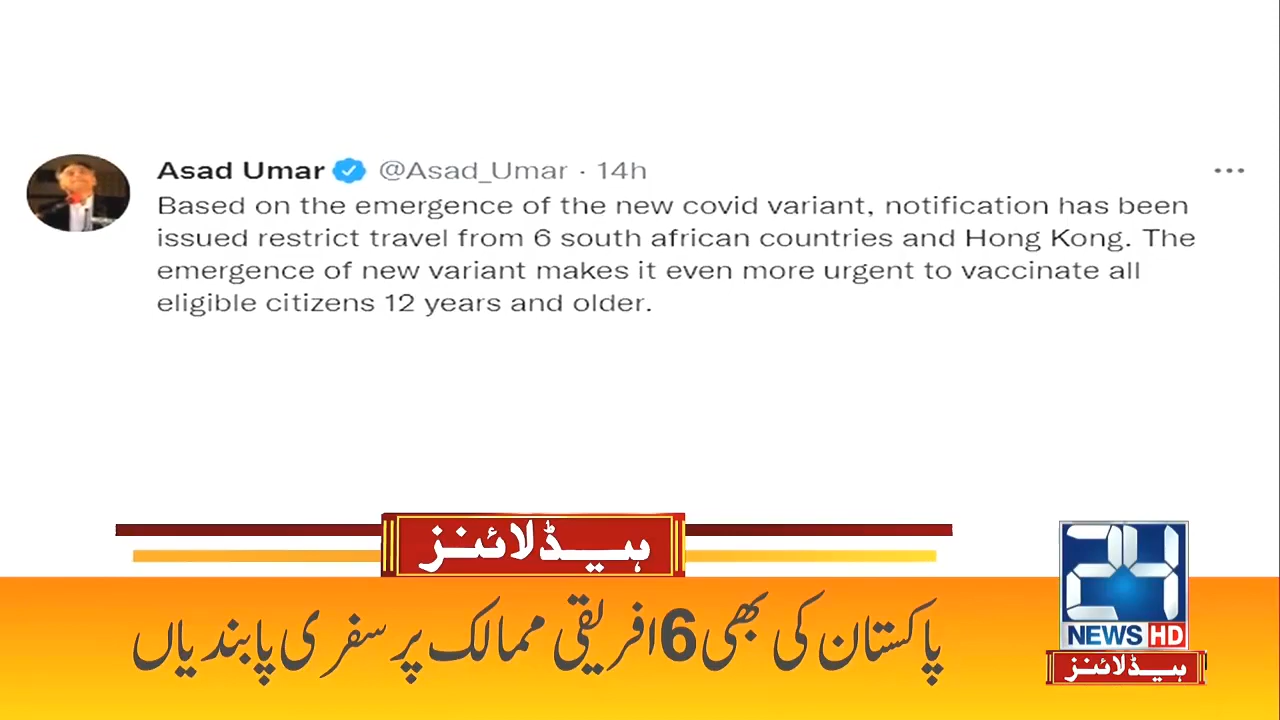 Asad Umar @Asad_Umar · 14h
Based on the emergence of the new covid variant, notification has been
issued restrict travel from 6 south african countries and Hong Kong. The
emergence of new variant makes it even more urgent to vaccinate all
eligible citizens 12 years and older.
ہیڈلائنز
پاکستان کی بھی 6 افریقی ممالک پر سفری پابندیاں
24
NEWS HD
ہیڈلائنز